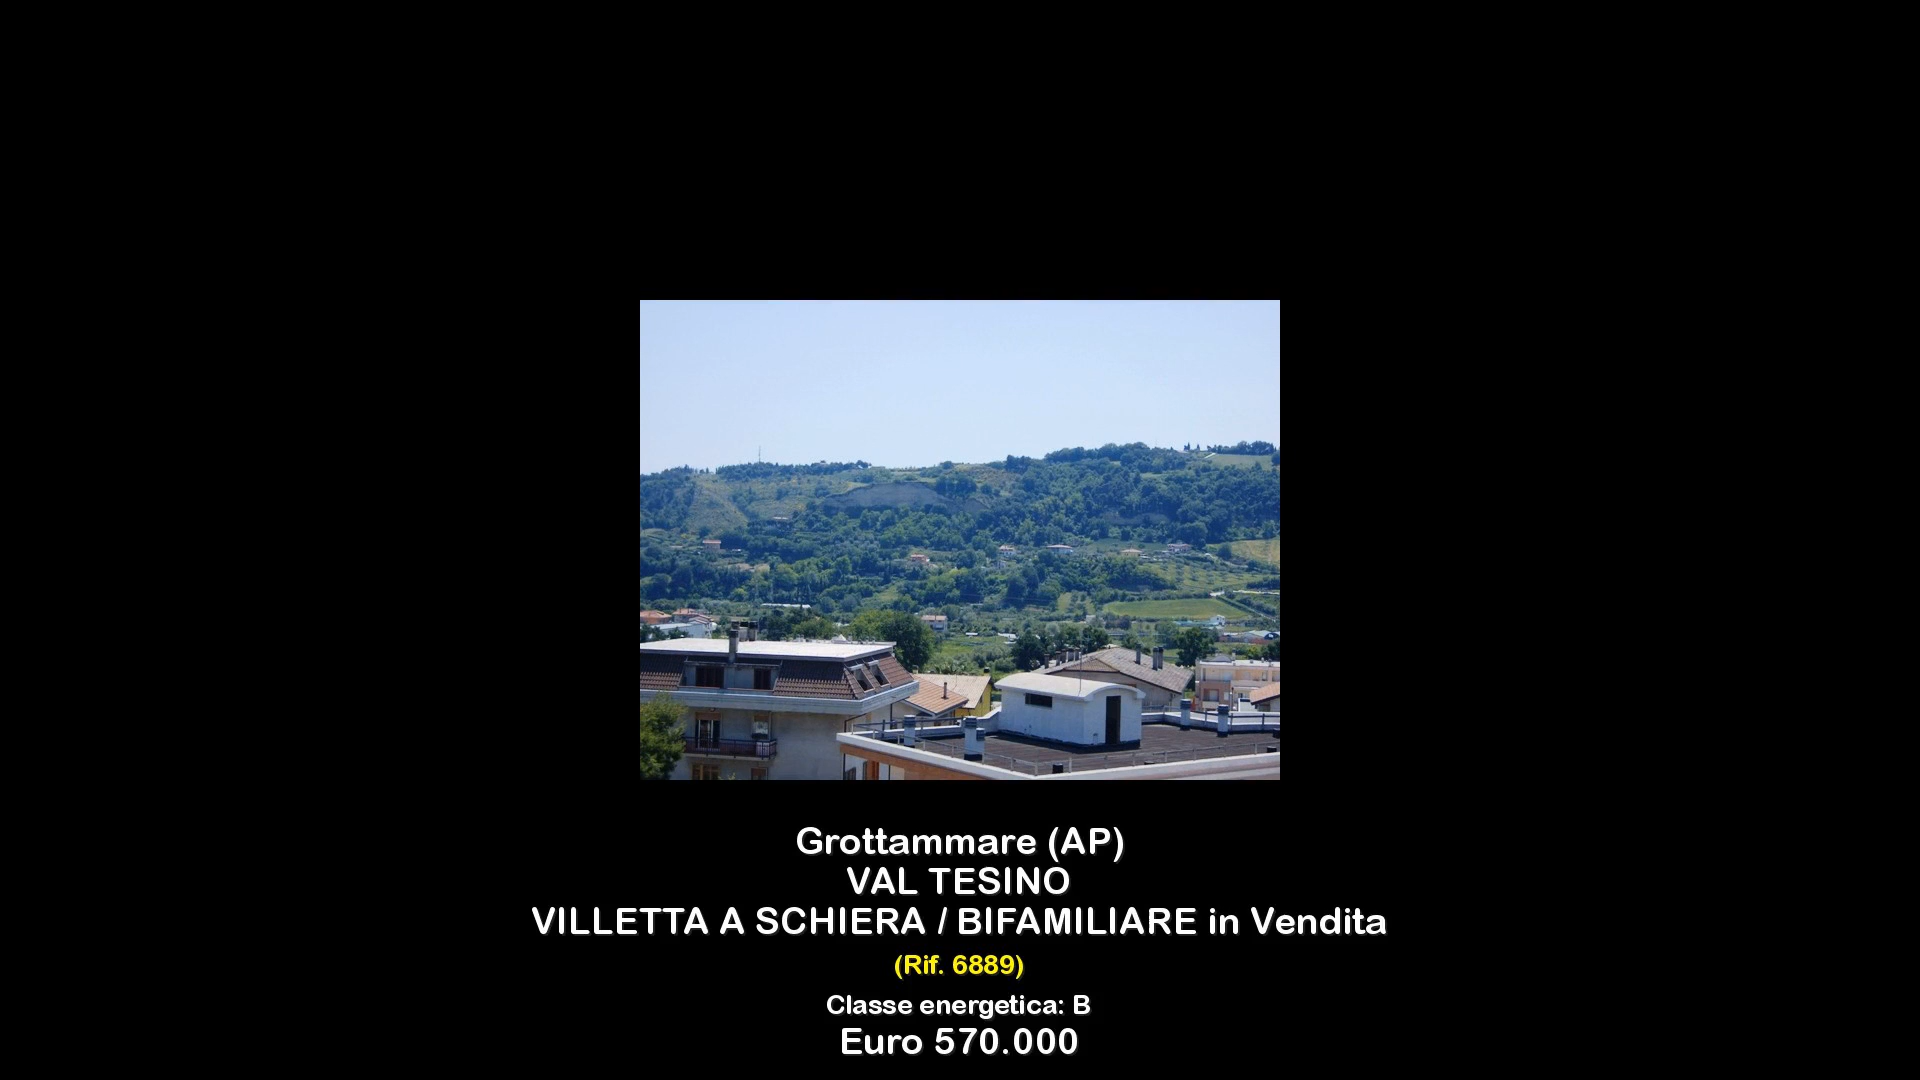 Grottammare (AP)
VAL TESINO
VILLETTA A SCHIERA / BIFAMILIARE in Vendita
(Rif. 6889)
Classe energetica: B
Euro 570.000